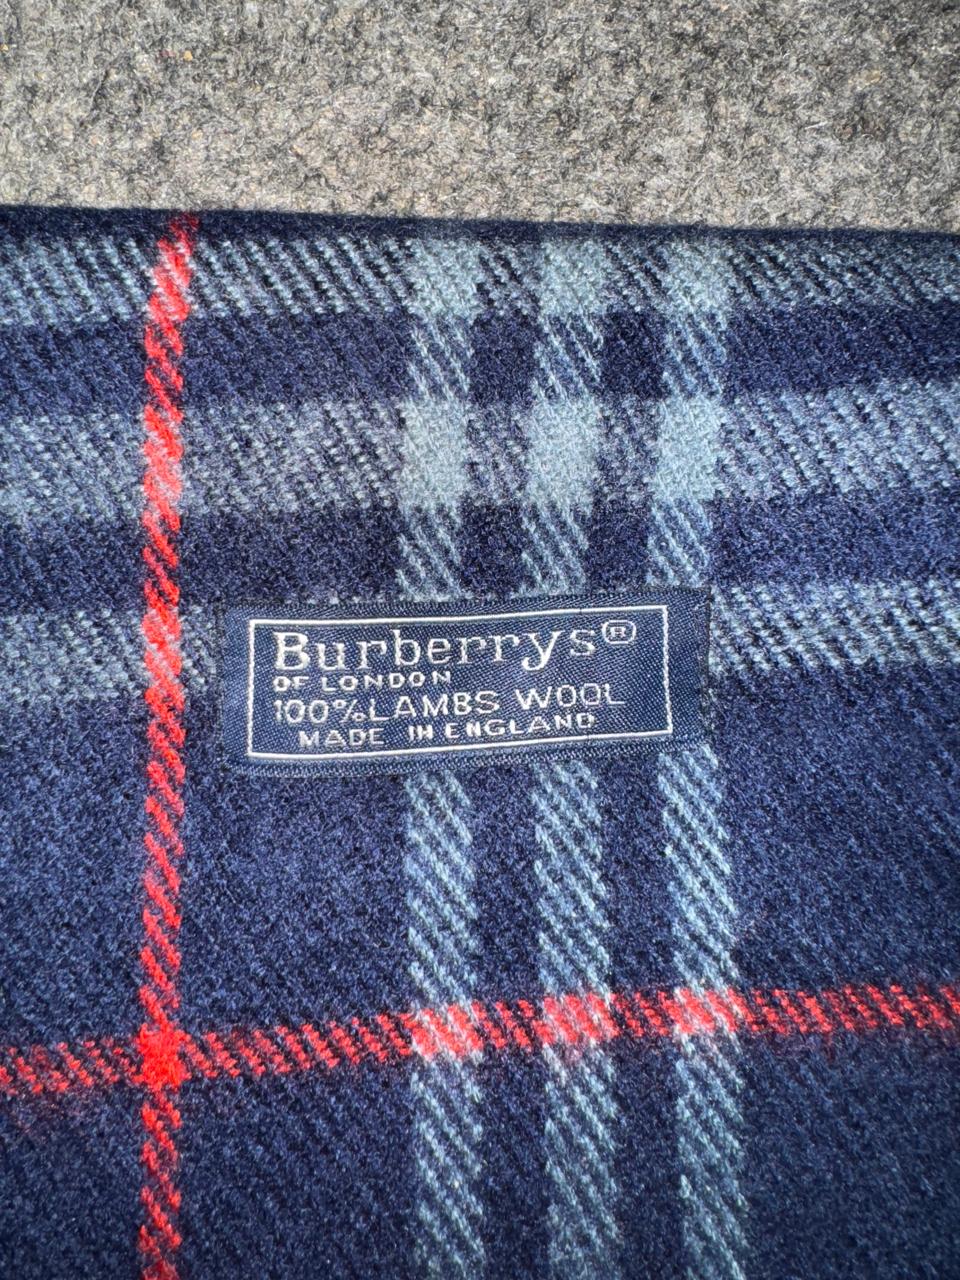 Burberrys®
OF LONDON
100% LAMBS WOOL
MADE IN ENGLAND